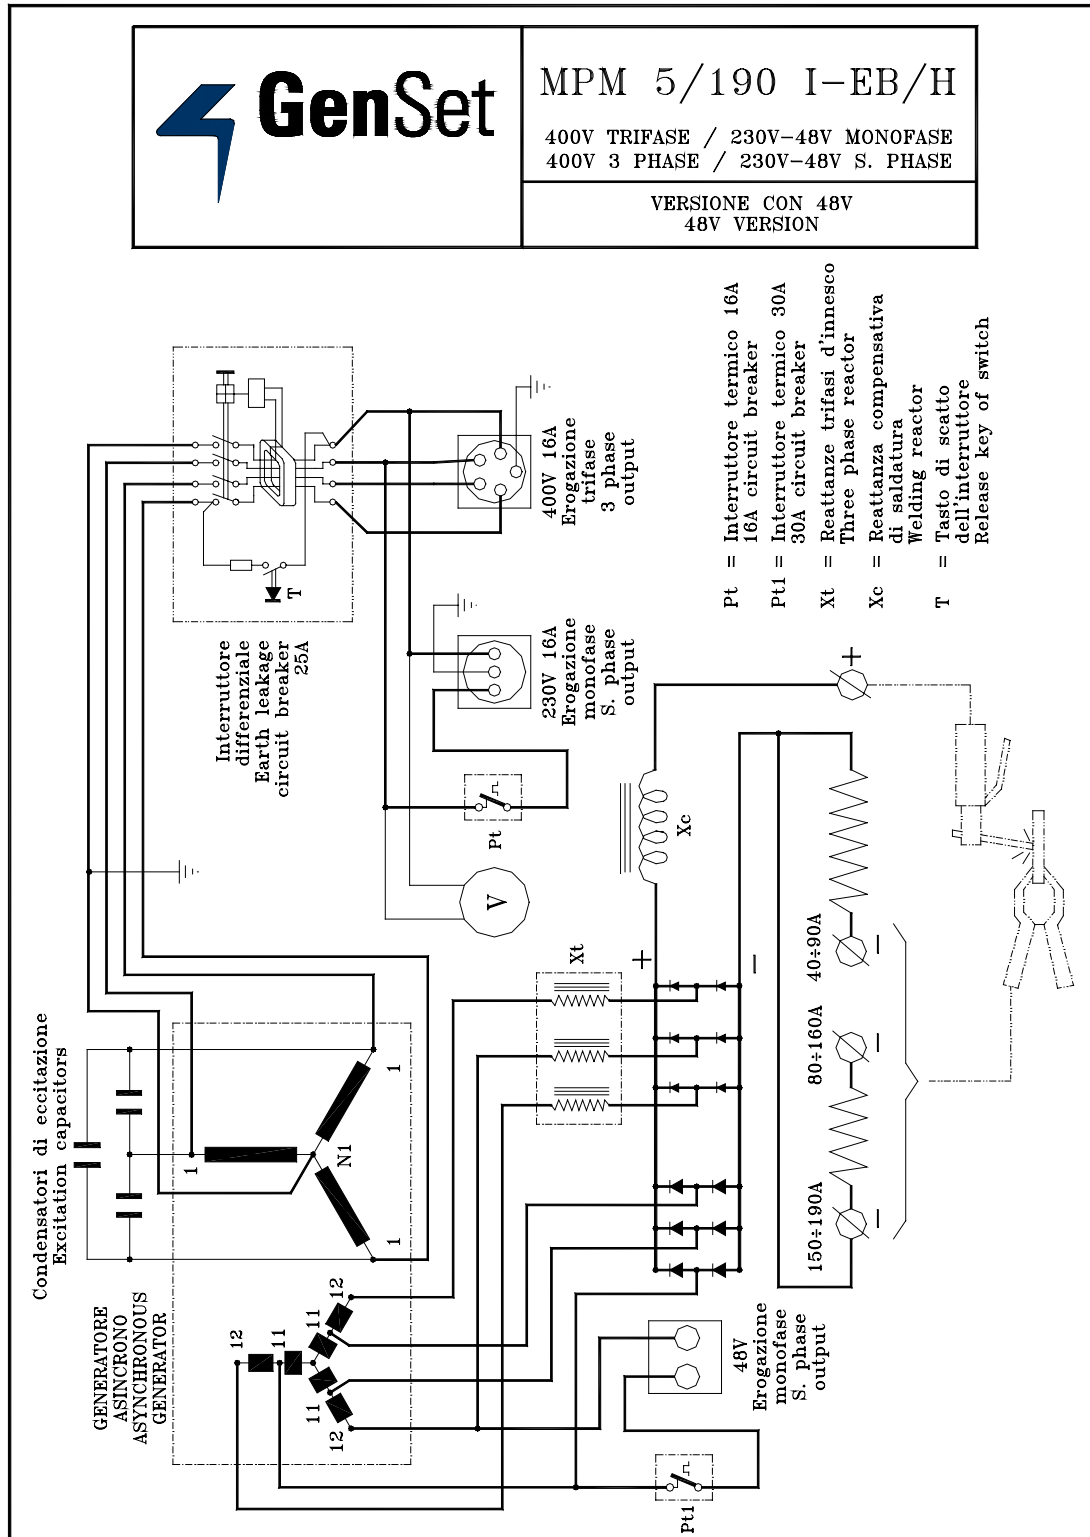 GenSet
MPM 5/190 I-EB/H
400V TRIFASE / 230V-48V MONOFASE
400V 3 PHASE / 230V-48V S. PHASE
VERSIONE CON 48V
48V VERSION
Pt = Interruttore termico 16A
16A circuit breaker
Pt1 = Interruttore termico 30A
30A circuit breaker
Xt = Reattanze trifasi d'innesco
Three phase reactor
Xc = Reattanza compensativa
di saldatura
Welding reactor
T = Tasto di scatto
dell'interruttore
Release key of switch
T
Interruttore
differenziale
Earth leakage
circuit breaker
25A
400V 16A
Erogazione
trifase
3 phase
output
230V 16A
Erogazione
monofase
S. phase
output
Pt
V
Xc
+
Xt
+
-
40÷90A
-
80÷160A
-
150÷190A
-
Condensatori di eccitazione
Excitation capacitors
1
1
N1
1
GENERATORE
ASINCRONO
ASYNCHRONOUS
GENERATOR
12
11
11
12
11
12
48V
Erogazione
monofase
S. phase
output
Pt1